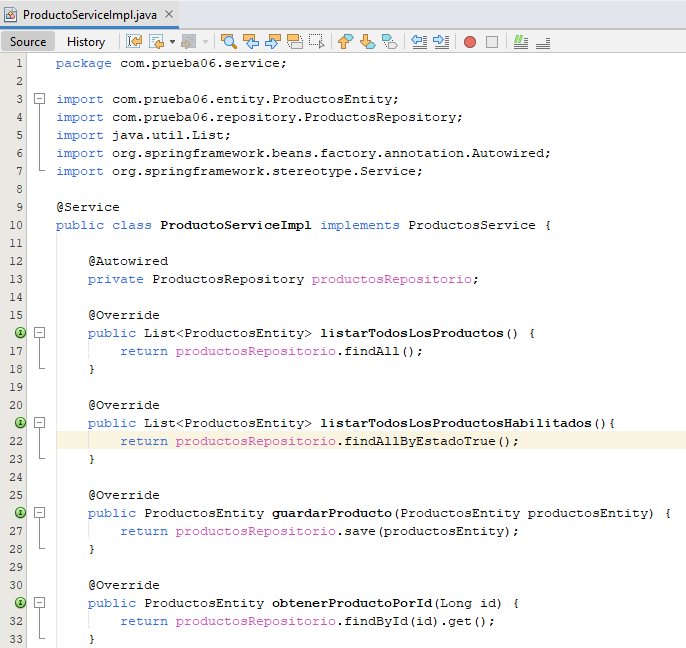 ProductoServiceImpl.java
Source History
1 package com.prueba06.service;
2
3 import com.prueba06.entity.ProductosEntity;
4 import com.prueba06.repository.ProductosRepository;
5 import java.util.List;
6 import org.springframework.beans.factory.annotation.Autowired;
7 import org.springframework.stereotype.Service;
8
9 @Service
10 public class ProductoServiceImpl implements ProductosService {
11
12 @Autowired
13 private ProductosRepository productosRepositorio;
14
15 @Override
public List<ProductosEntity> listarTodosLosProductos() {
17 return productosRepositorio.findAll();
18 }
19
20 @Override
public List<ProductosEntity> listarTodosLosProductosHabilitados(){
22 return productosRepositorio.findAllByEstadoTrue();
23 }
24
25 @Override
public ProductosEntity guardarProducto(ProductosEntity productosEntity) {
27 return productosRepositorio.save(productosEntity);
28 }
29
30 @Override
public ProductosEntity obtenerProductoPorId(Long id) {
32 return productosRepositorio.findById(id).get();
33 }